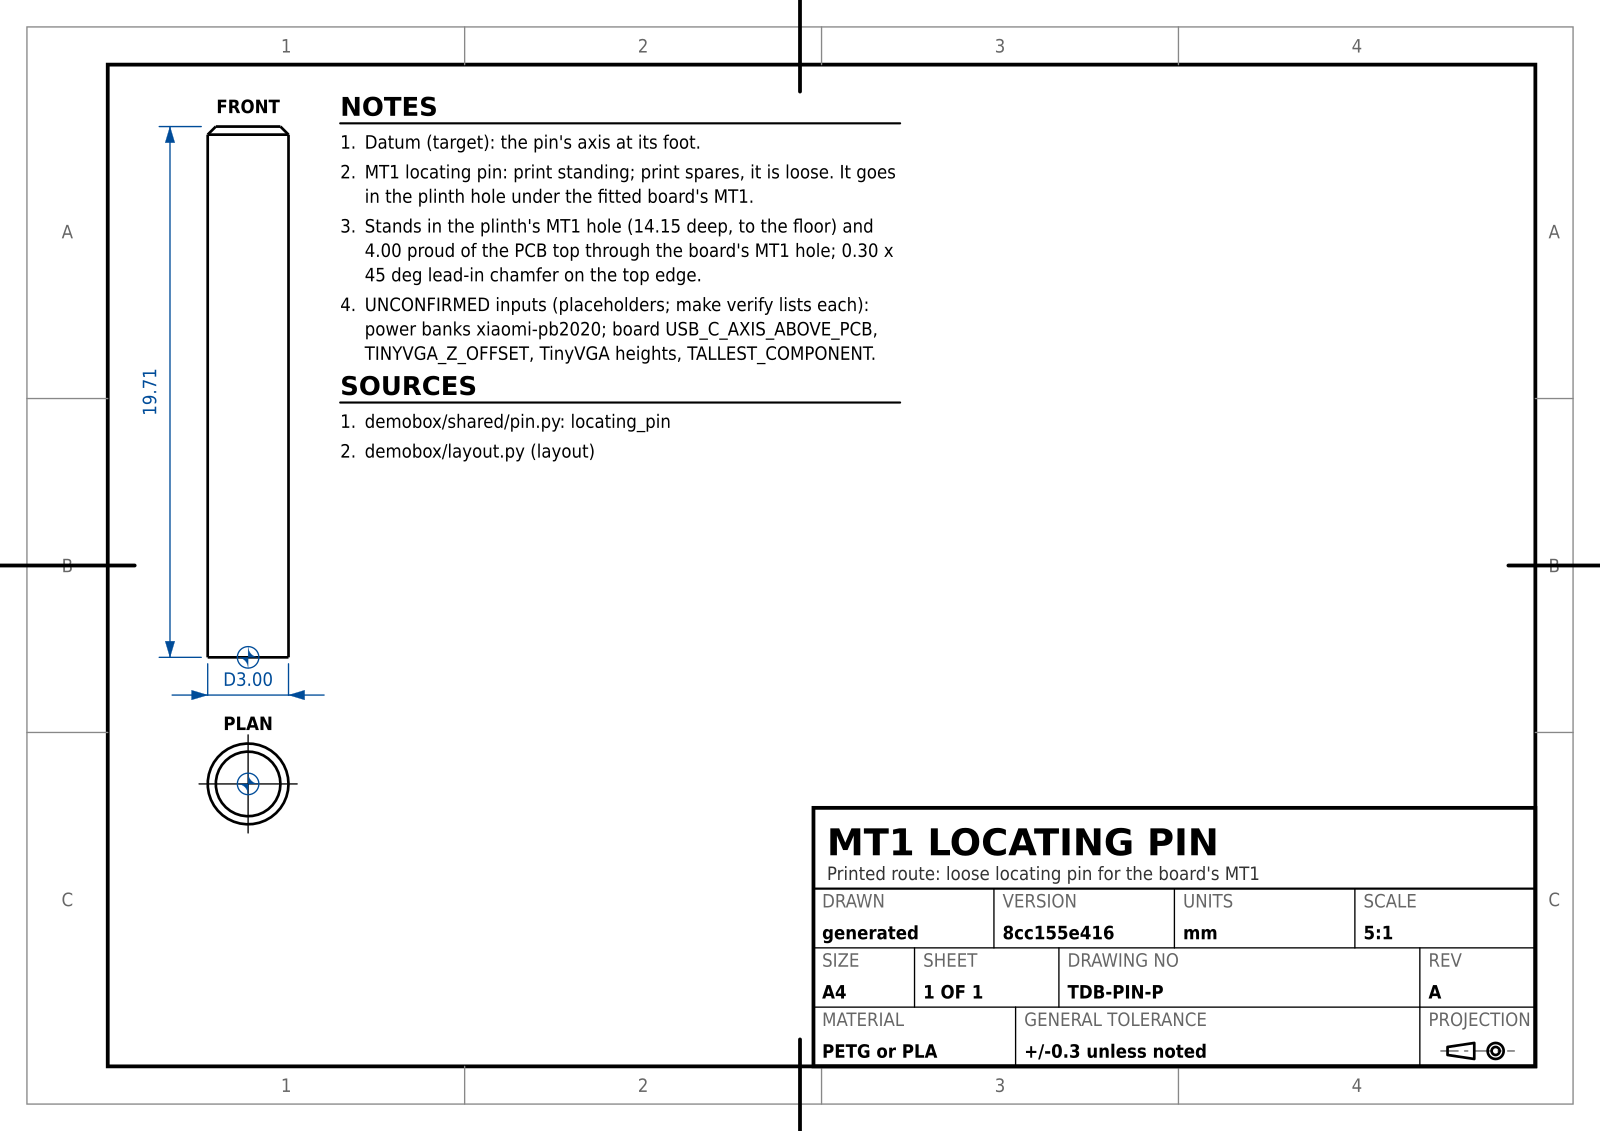 1 2 3 4
FRONT
NOTES
1. Datum (target): the pin's axis at its foot.
2. MT1 locating pin: print standing; print spares, it is loose. It goes
in the plinth hole under the fitted board's MT1.
3. Stands in the plinth's MT1 hole (14.15 deep, to the floor) and
4.00 proud of the PCB top through the board's MT1 hole; 0.30 x
45 deg lead-in chamfer on the top edge.
4. UNCONFIRMED inputs (placeholders; make verify lists each):
power banks xiaomi-pb2020; board USB_C_AXIS_ABOVE_PCB,
TINYVGA_Z_OFFSET, TinyVGA heights, TALLEST_COMPONENT.
SOURCES
1. demobox/shared/pin.py: locating_pin
2. demobox/layout.py (layout)
A A
19.71
B B
D3.00
PLAN
C C
MT1 LOCATING PIN
Printed route: loose locating pin for the board's MT1
DRAWN VERSION UNITS SCALE
generated 8cc155e416 mm 5:1
SIZE SHEET DRAWING NO REV
A4 1 OF 1 TDB-PIN-P A
MATERIAL GENERAL TOLERANCE PROJECTION
PETG or PLA +/-0.3 unless noted
1 2 3 4